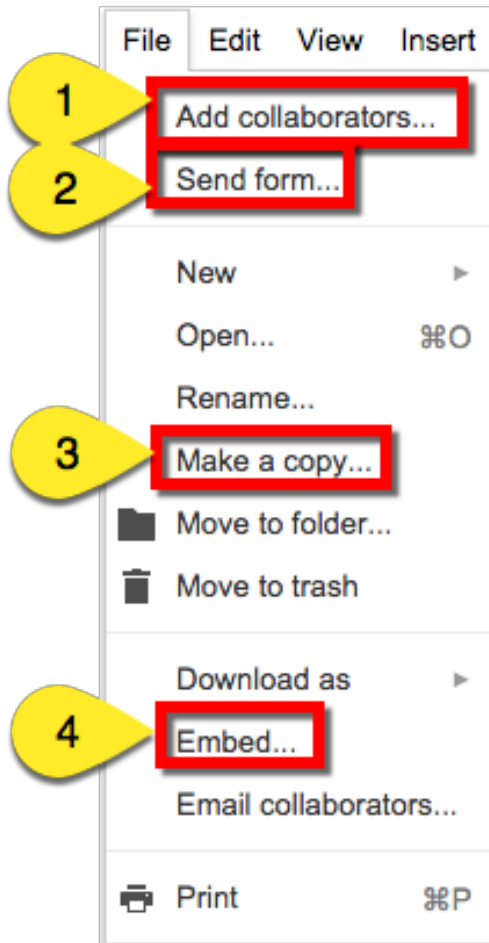 File Edit View Insert
1 Add collaborators...
2 Send form...
New ►
Open... ⌘O
Rename...
3 Make a copy...
Move to folder...
Move to trash
Download as ►
4 Embed...
Email collaborators...
Print ⌘P